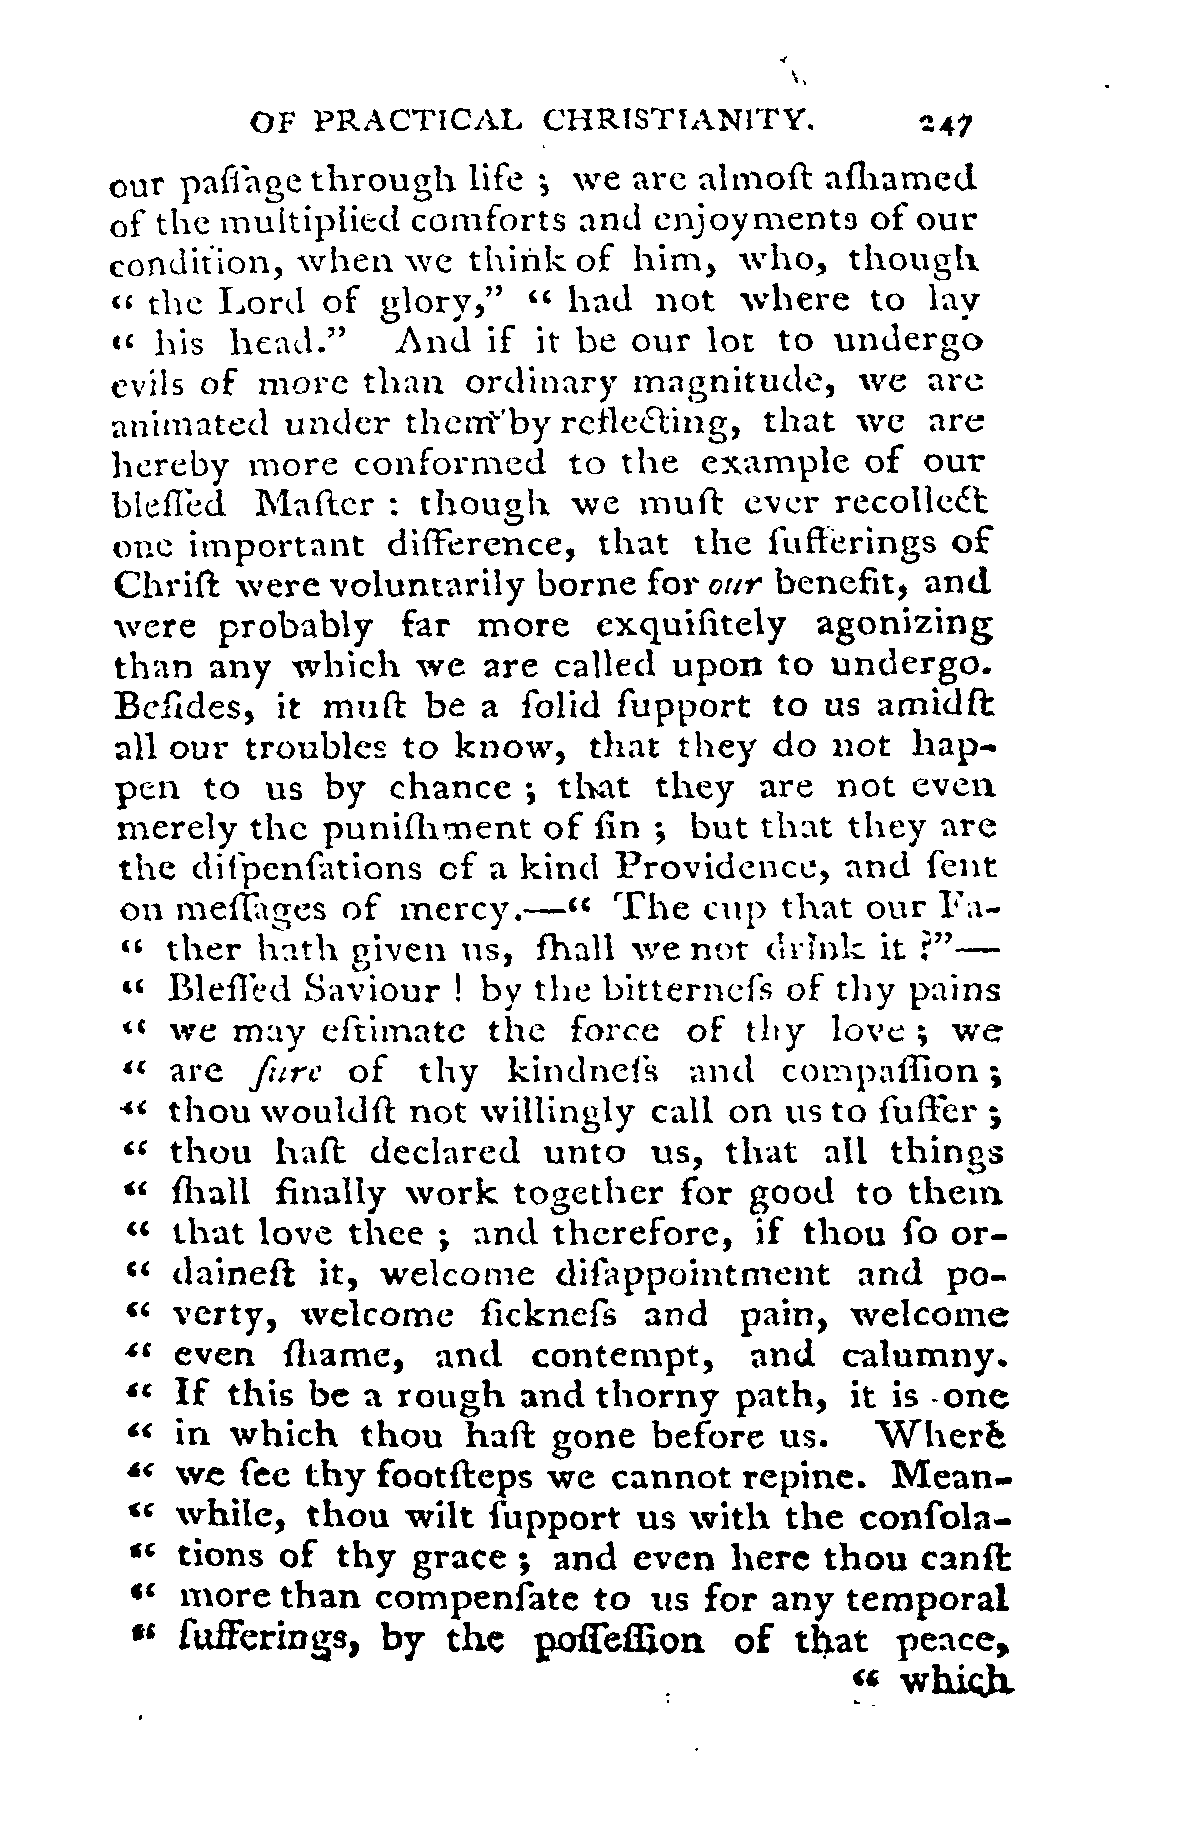 OF PRACTICAL CHRISTIANITY. 247
our paſſage through life ; we are almoſt aſhamed
of the multiplied comforts and enjoyments of our
condition, when we think of him, who, though
“ the Lord of glory,” “ had not where to lay
“ his head.” And if it be our lot to undergo
evils of more than ordinary magnitude, we are
animated under them by reflecting, that we are
hereby more conformed to the example of our
bleſſed Maſter : though we muſt ever recollect
one important difference, that the ſufferings of
Chriſt were voluntarily borne for our benefit, and
were probably far more exquiſitely agonizing
than any which we are called upon to undergo.
Beſides, it muſt be a ſolid ſupport to us amidſt
all our troubles to know, that they do not hap-
pen to us by chance ; that they are not even
merely the puniſhment of ſin ; but that they are
the diſpenſations of a kind Providence, and ſent
on meſſages of mercy.—“ The cup that our Fa-
“ ther hath given us, ſhall we not drink it ?”—
“ Bleſſed Saviour ! by the bitterneſs of thy pains
“ we may eſtimate the force of thy love ; we
“ are ſure of thy kindneſs and compaſſion ;
“ thou wouldſt not willingly call on us to ſuffer ;
“ thou haſt declared unto us, that all things
“ ſhall finally work together for good to them
“ that love thee ; and therefore, if thou ſo or-
“ daineſt it, welcome diſappointment and po-
“ verty, welcome ſickneſs and pain, welcome
“ even ſhame, and contempt, and calumny.
“ If this be a rough and thorny path, it is one
“ in which thou haſt gone before us. Where
“ we ſee thy footſteps we cannot repine. Mean-
“ while, thou wilt ſupport us with the conſola-
“ tions of thy grace ; and even here thou canſt
“ more than compenſate to us for any temporal
“ ſufferings, by the poſſeſſion of that peace,
“ which